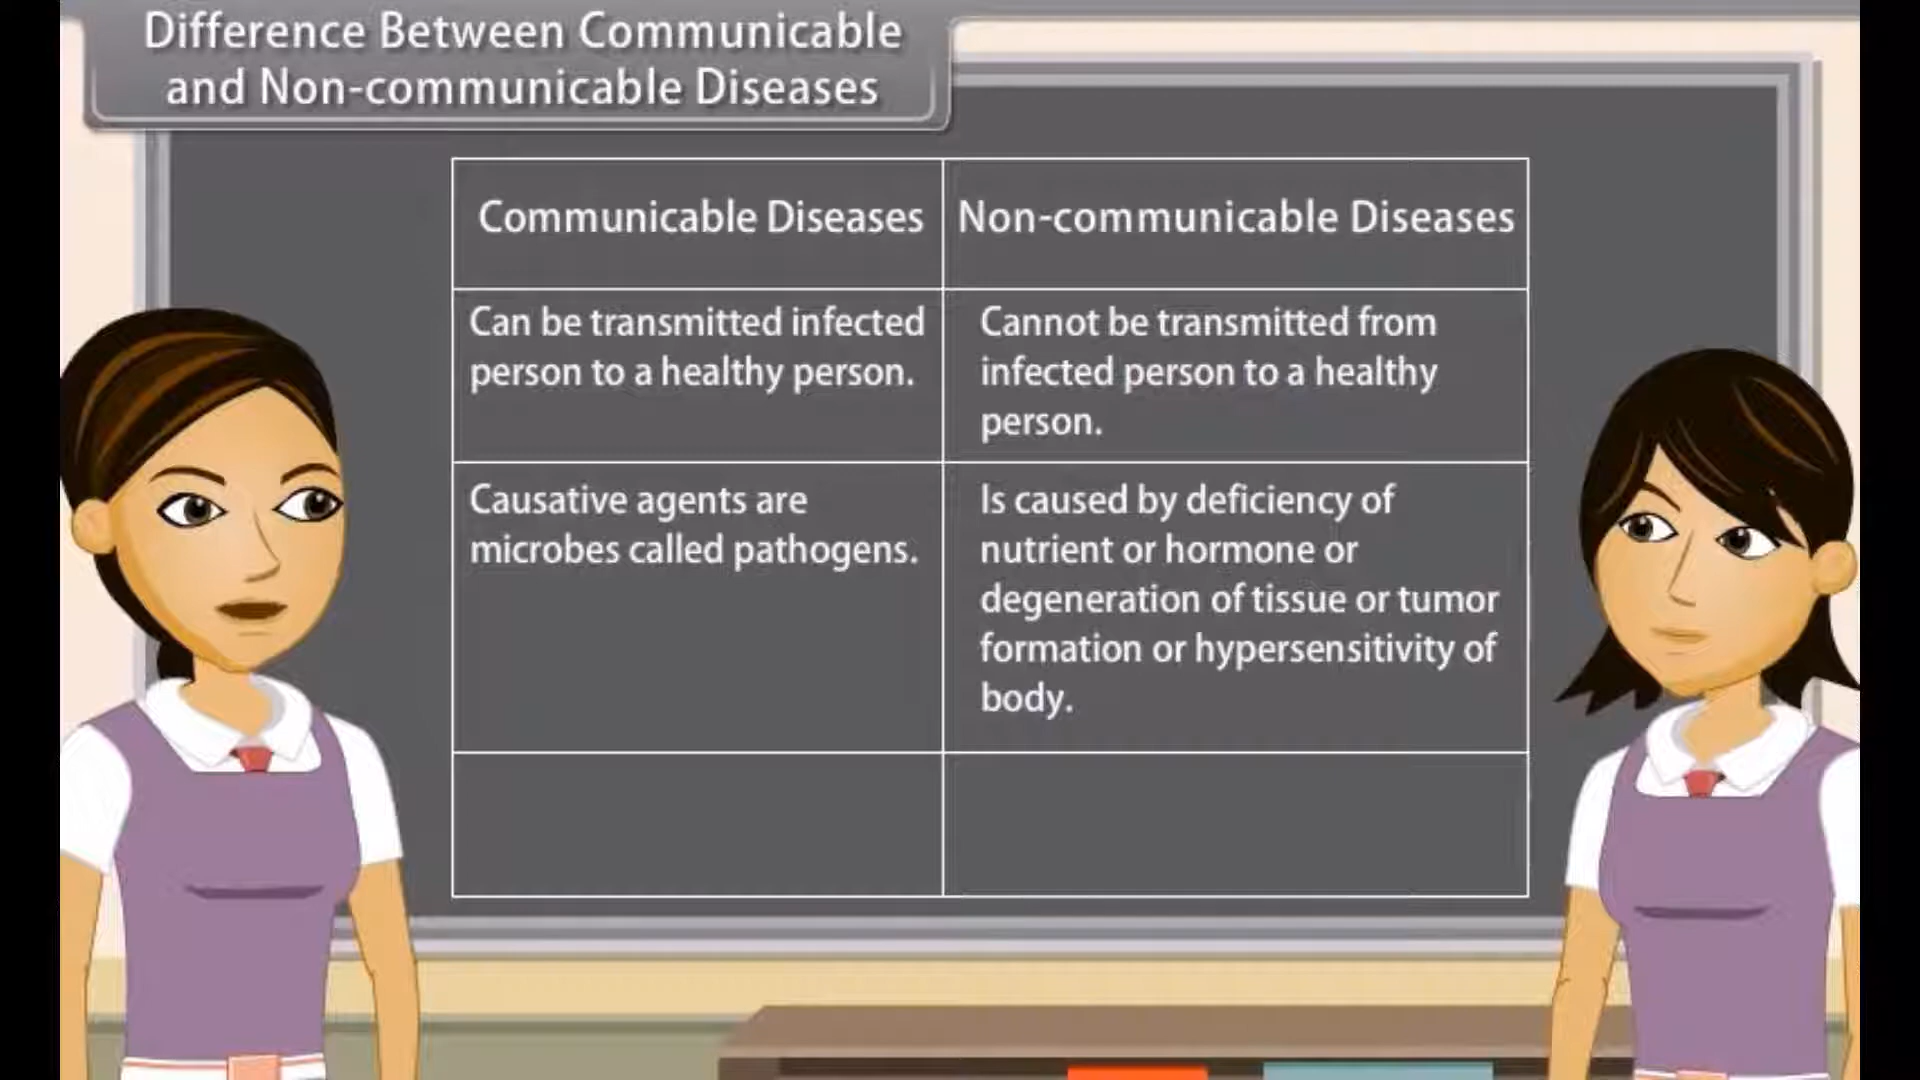 Difference Between Communicable
and Non-communicable Diseases
Communicable Diseases
Non-communicable Diseases
Can be transmitted infected
person to a healthy person.
Cannot be transmitted from
infected person to a healthy
person.
Causative agents are
microbes called pathogens.
Is caused by deficiency of
nutrient or hormone or
degeneration of tissue or tumor
formation or hypersensitivity of
body.